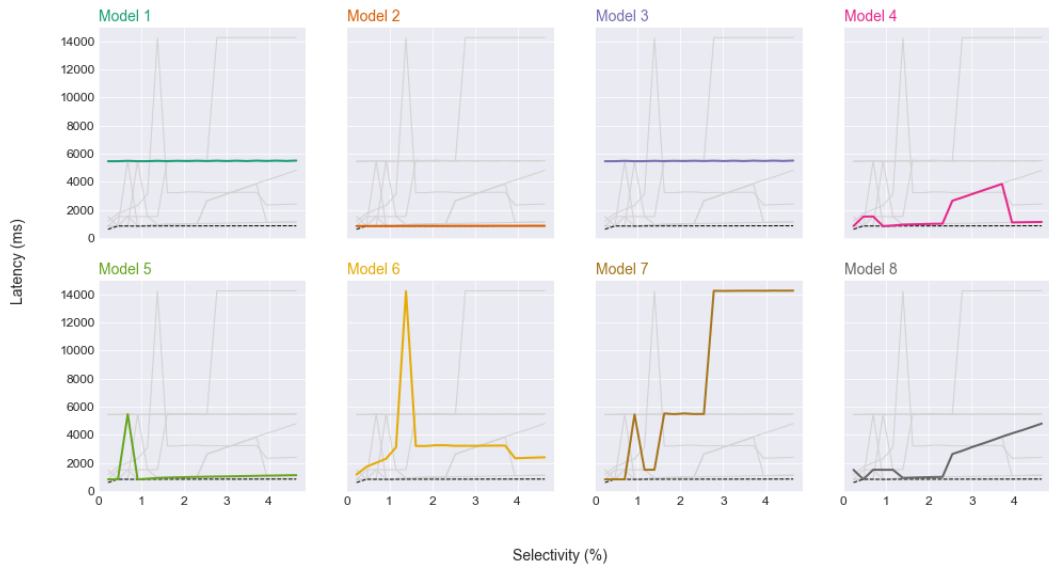 Model 1
Model 2
Model 3
Model 4
14000
12000
10000
8000
6000
4000
2000
0
Model 5
Model 6
Model 7
Model 8
14000
12000
10000
8000
6000
4000
2000
0
0 1 2 3 4
0 1 2 3 4
0 1 2 3 4
0 1 2 3 4
Latency (ms)
Selectivity (%)